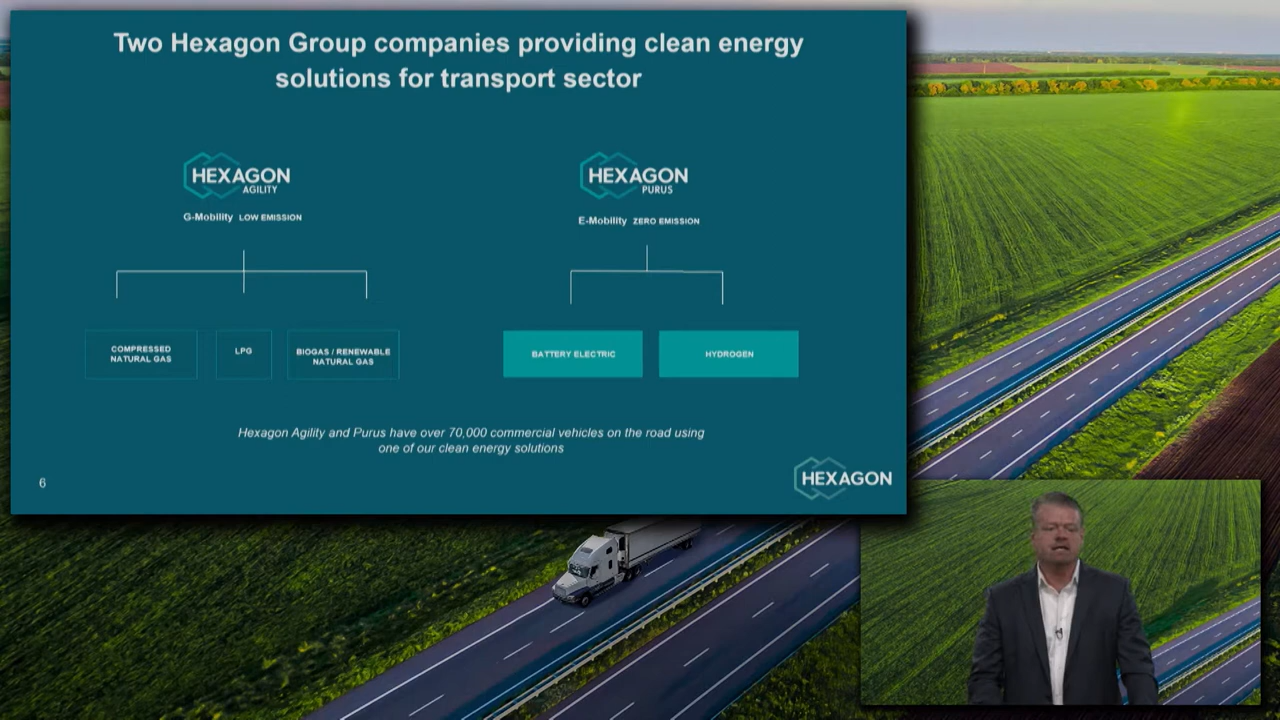 Two Hexagon Group companies providing clean energy
solutions for transport sector
HEXAGON
AGILITY
G-Mobility LOW EMISSION
HEXAGON
PURUS
E-Mobility ZERO EMISSION
COMPRESSED
NATURAL GAS
LPG
BIOGAS / RENEWABLE
NATURAL GAS
BATTERY ELECTRIC
HYDROGEN
Hexagon Agility and Purus have over 70,000 commercial vehicles on the road using
one of our clean energy solutions
6
HEXAGON